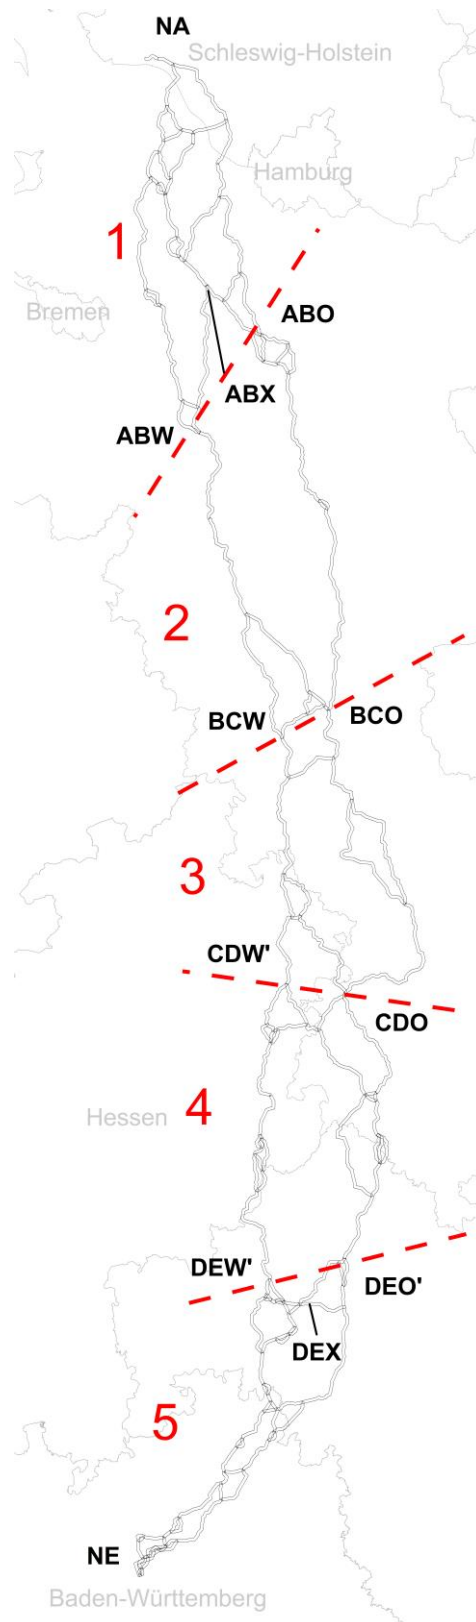 NA
Schleswig-Holstein
Hamburg
1
Bremen
ABO
ABX
ABW
2
BCW
BCO
3
CDW'
CDO
Hessen
4
DEW'
DEO'
DEX
5
NE
Baden-Württemberg